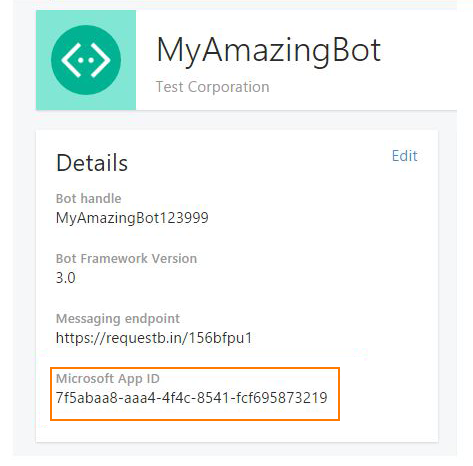 MyAmazingBot
Test Corporation
Details
Edit
Bot handle
MyAmazingBot123999
Bot Framework Version
3.0
Messaging endpoint
https://requestb.in/156bfpu1
Microsoft App ID
7f5abaa8-aaa4-4f4c-8541-fcf695873219